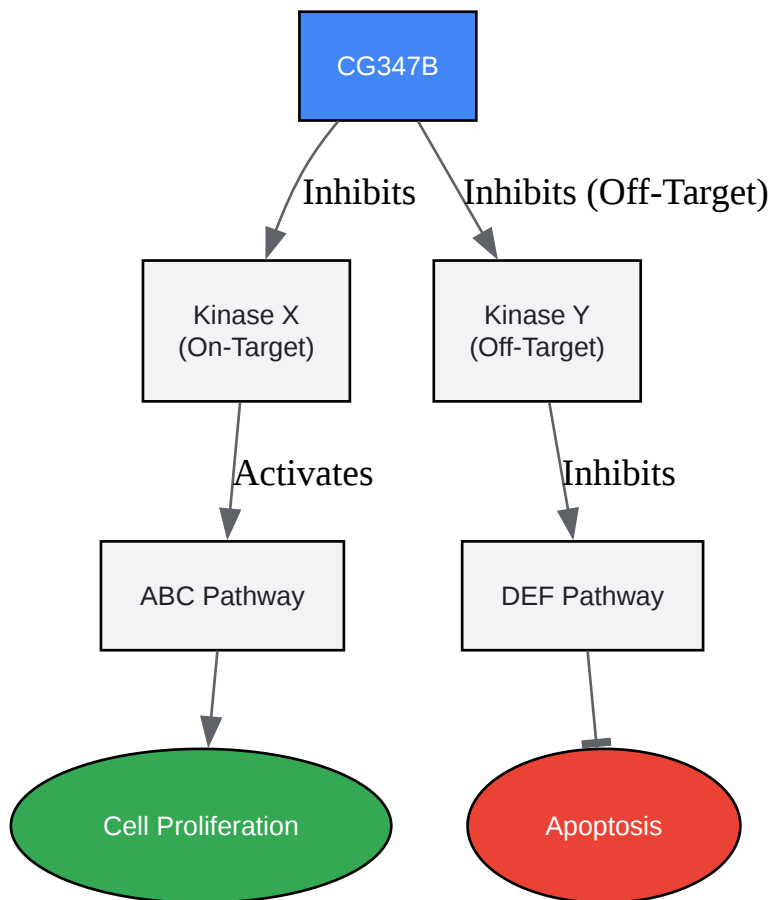 CG347B
Inhibits
Inhibits (Off-Target)
Kinase X
(On-Target)
Kinase Y
(Off-Target)
Activates
Inhibits
ABC Pathway
DEF Pathway
Cell Proliferation
Apoptosis